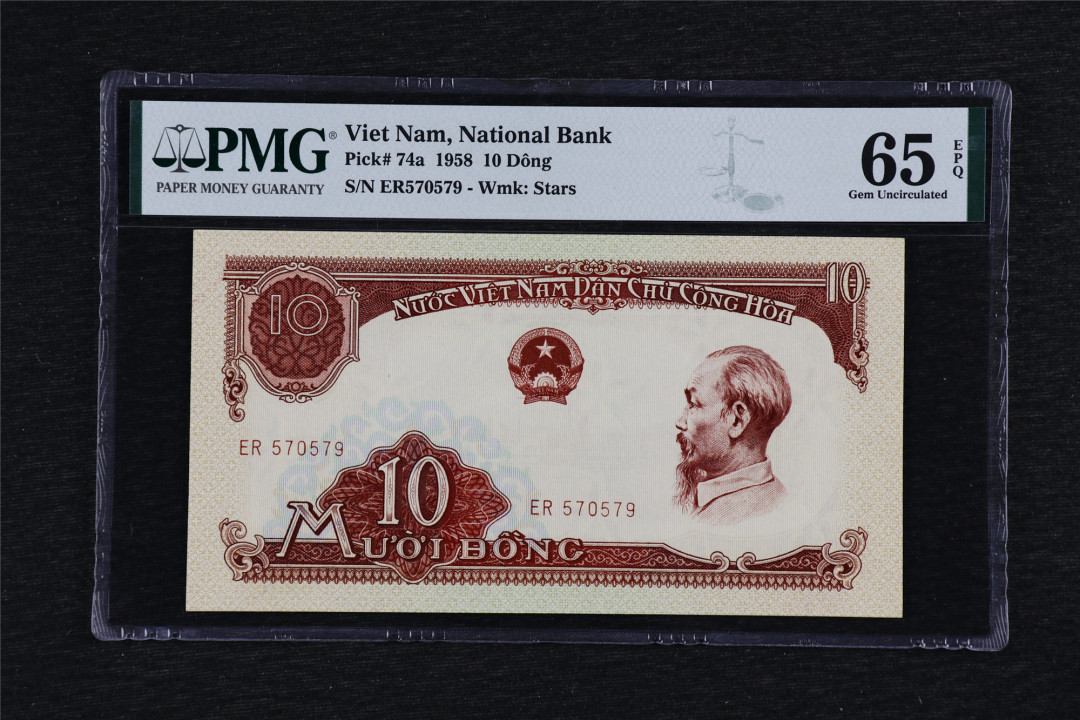 PMG®
PAPER MONEY GUARANTY
Viet Nam, National Bank
Pick# 74a 1958 10 Dông
S/N ER570579 - Wmk: Stars
65
EPQ
Gem Uncirculated
10
NƯỚC VIỆT NAM DÂN CHỦ CỘNG HÒA
10
ER 570579
10
ER 570579
MƯỜI ĐỒNG